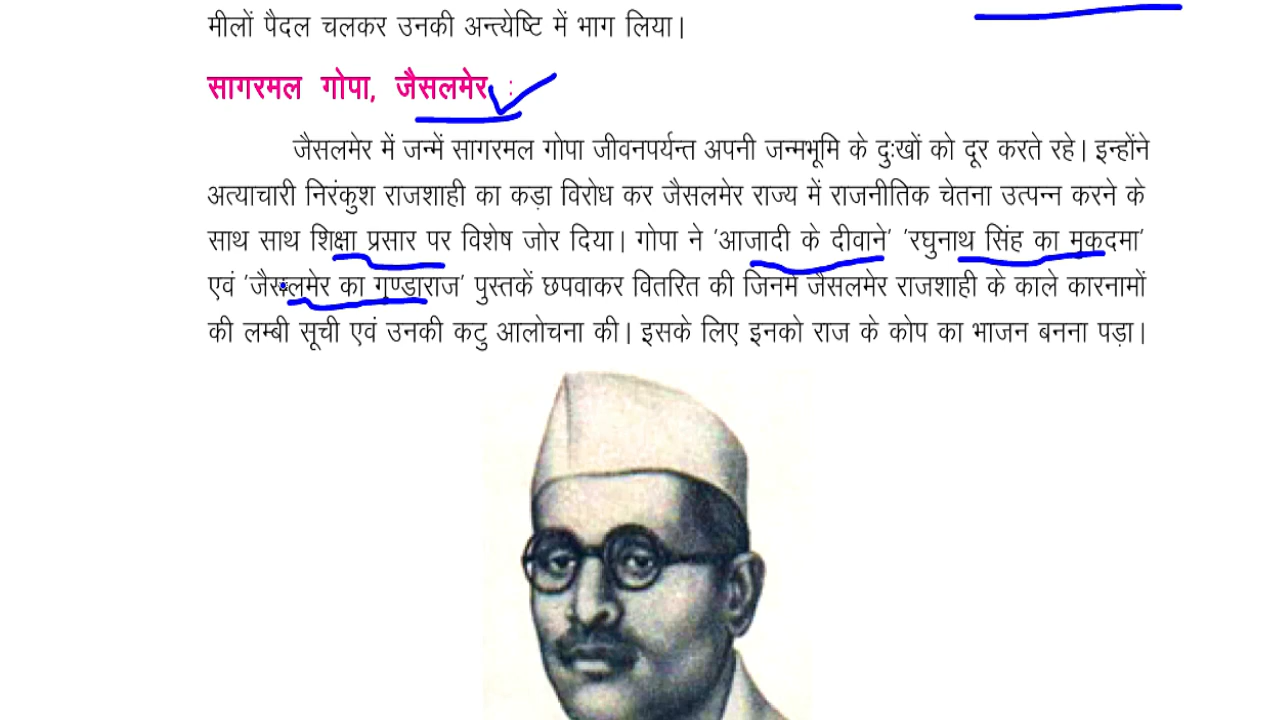 मीलों पैदल चलकर उनकी अन्त्येष्टि में भाग लिया।
सागरमल गोपा, जैसलमेर :
जैसलमेर में जन्में सागरमल गोपा जीवनपर्यन्त अपनी जन्मभूमि के दुःखों को दूर करते रहे। इन्होंने
अत्याचारी निरंकुश राजशाही का कड़ा विरोध कर जैसलमेर राज्य में राजनीतिक चेतना उत्पन्न करने के
साथ साथ शिक्षा प्रसार पर विशेष जोर दिया। गोपा ने 'आजादी के दीवाने' 'रघुनाथ सिंह का मुकदमा'
एवं 'जैसलमेर का गुण्डाराज' पुस्तकें छपवाकर वितरित की जिनमें जैसलमेर राजशाही के काले कारनामों
की लम्बी सूची एवं उनकी कटु आलोचना की। इसके लिए इनको राज के कोप का भाजन बनना पड़ा।